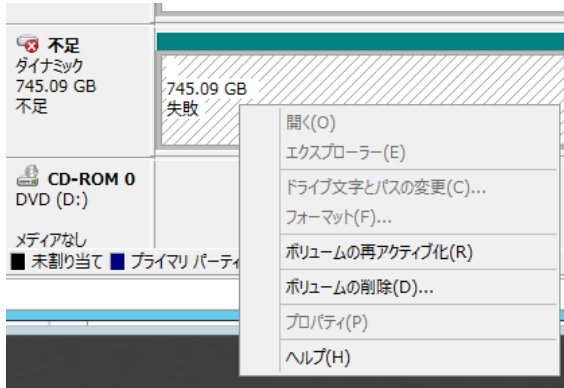 不足
ダイナミック
745.09 GB
不足
745.09 GB
失敗
開く(O)
エクスプローラー(E)
ドライブ文字とパスの変更(C)...
フォーマット(F)...
ボリュームの再アクティブ化(R)
ボリュームの削除(D)...
プロパティ(P)
ヘルプ(H)
CD-ROM 0
DVD (D:)
メディアなし
未割り当て プライマリ パーティ